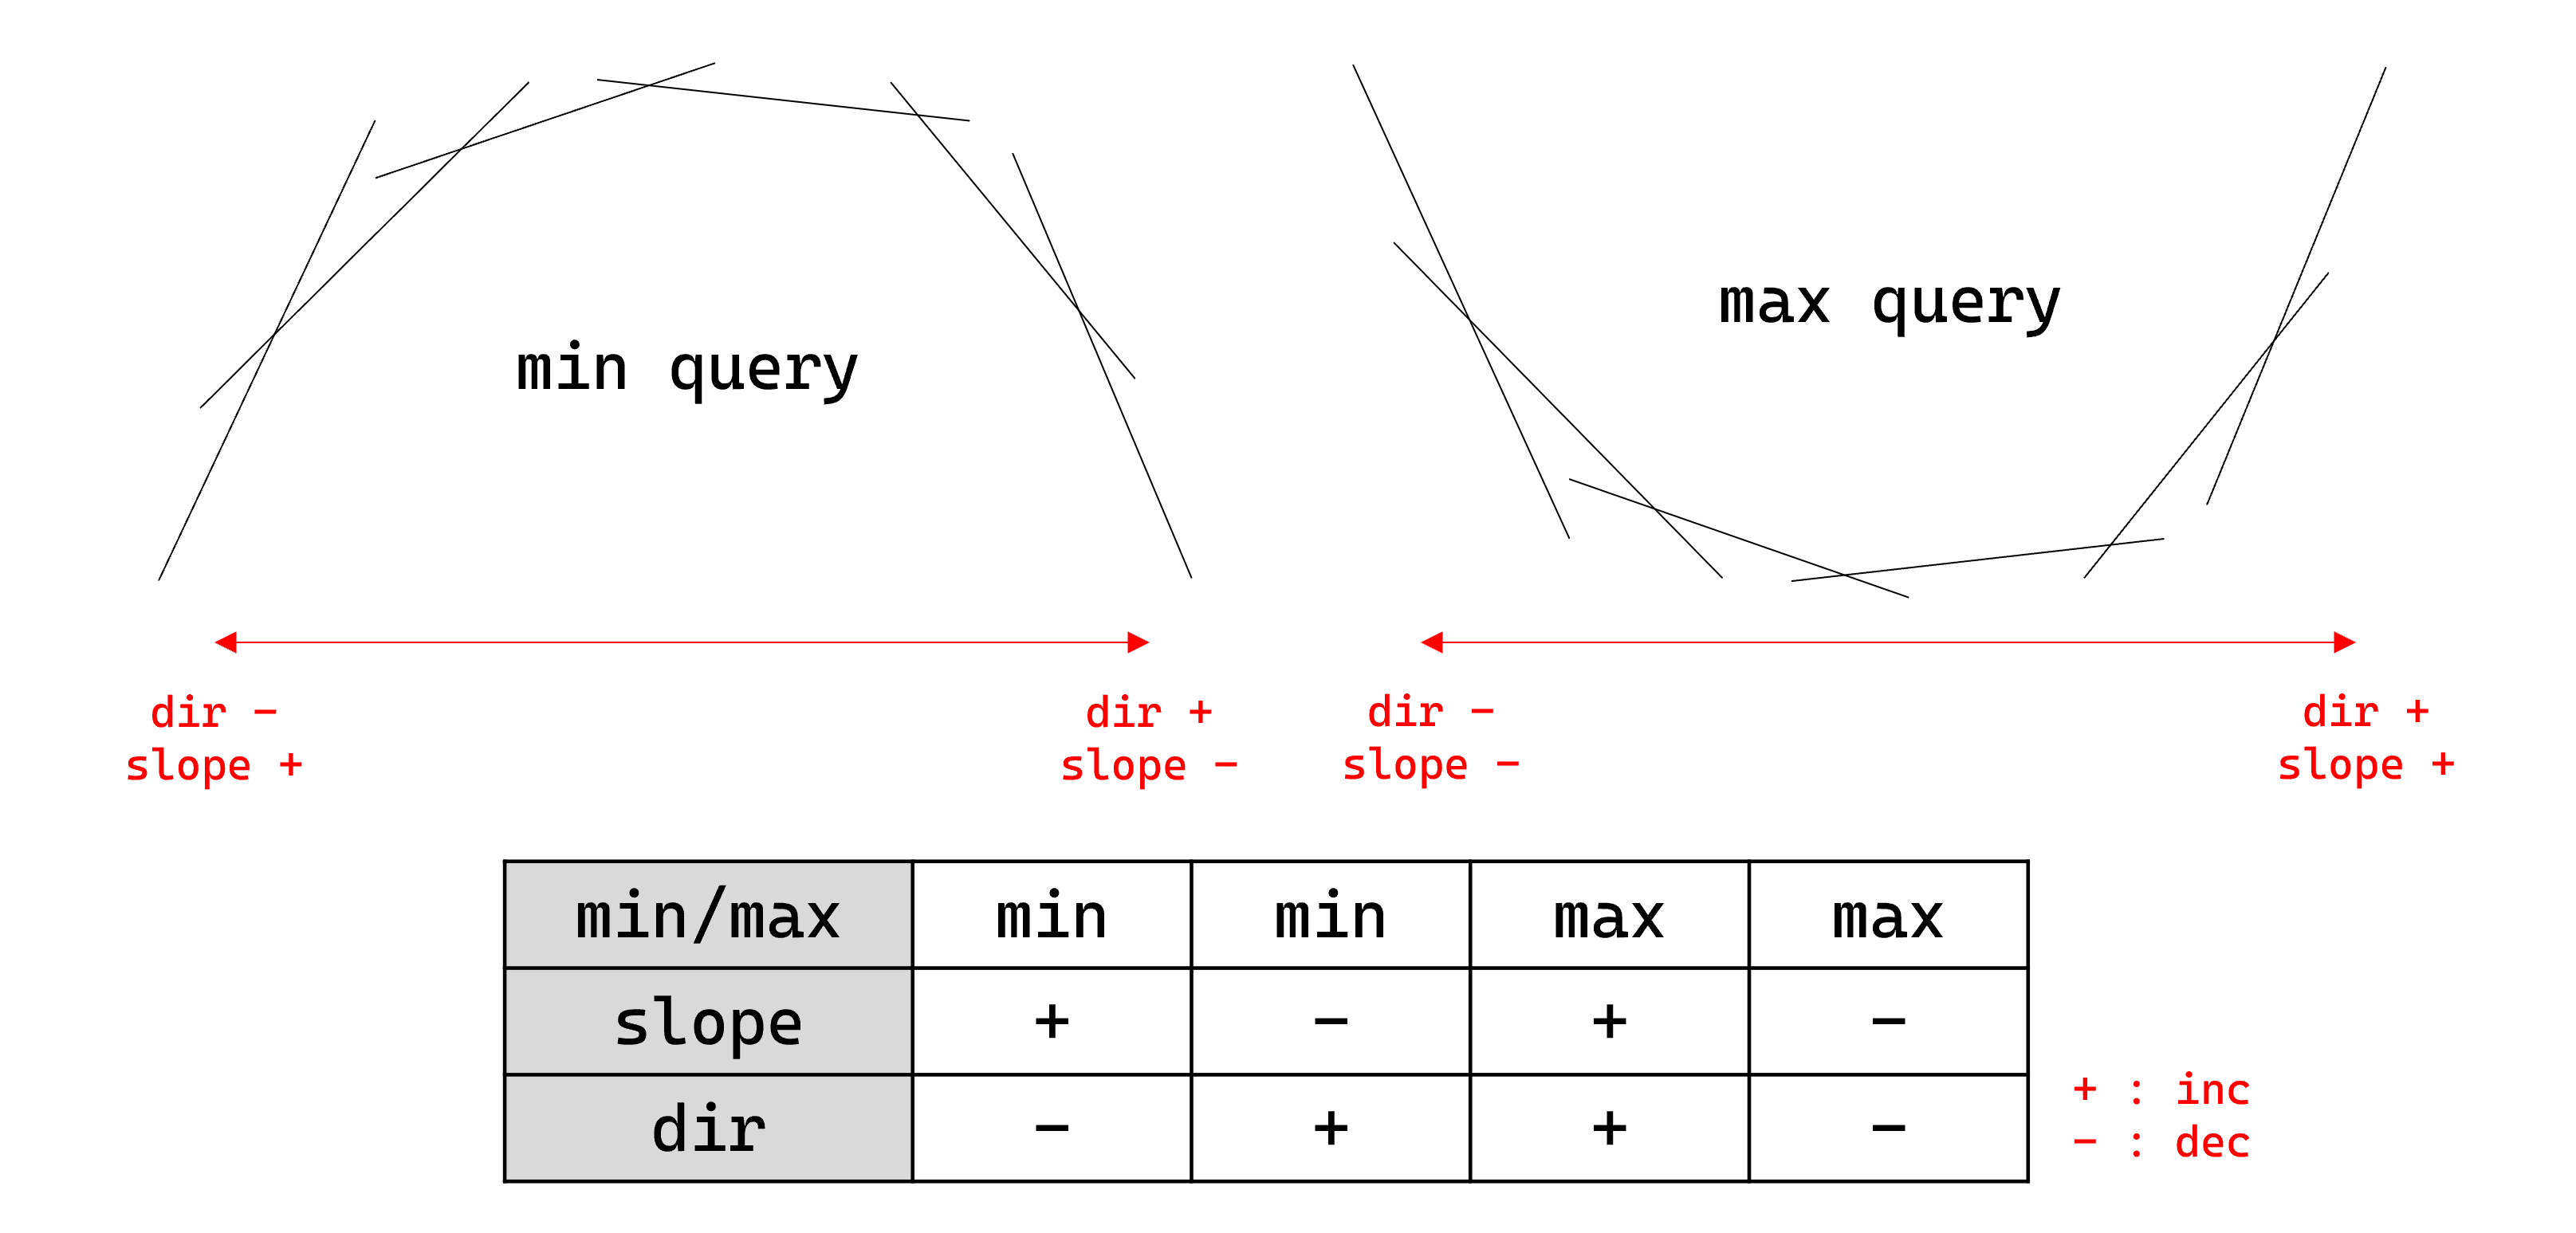 min query
max query
dir -
slope +
dir +
slope -
dir -
slope -
dir +
slope +
min/max min min max max
slope + - + -
dir - + + -
+ : inc
- : dec